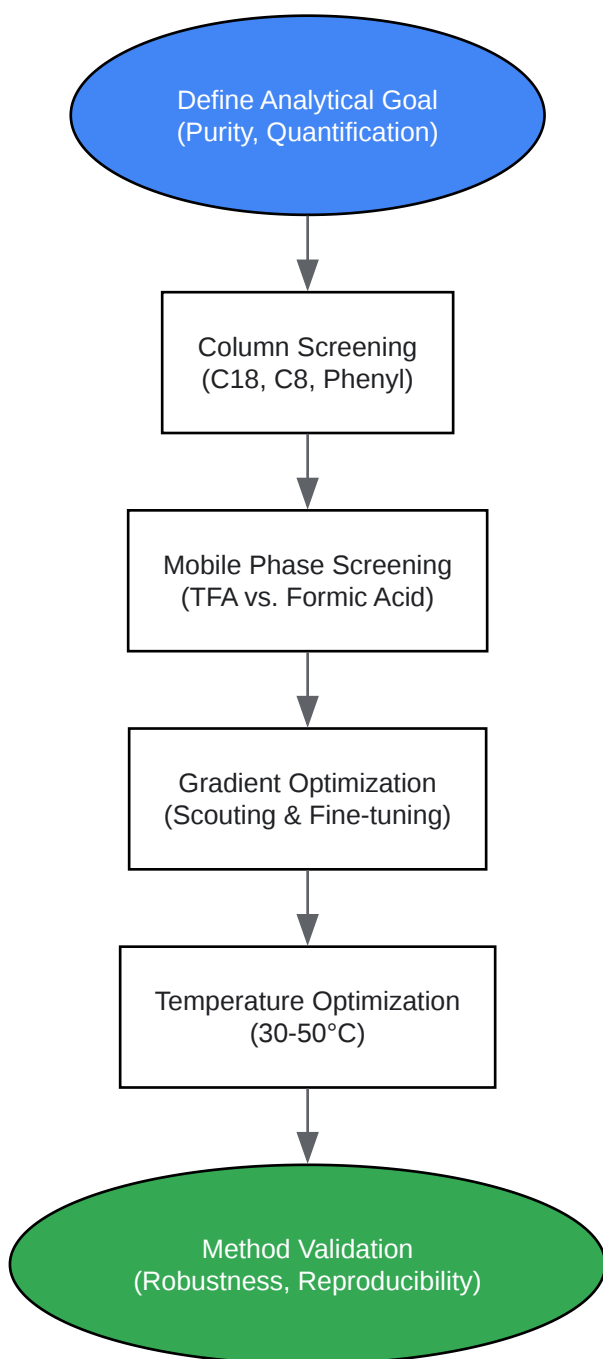 Define Analytical Goal
(Purity, Quantification)
Column Screening
(C18, C8, Phenyl)
Mobile Phase Screening
(TFA vs. Formic Acid)
Gradient Optimization
(Scouting & Fine-tuning)
Temperature Optimization
(30-50°C)
Method Validation
(Robustness, Reproducibility)